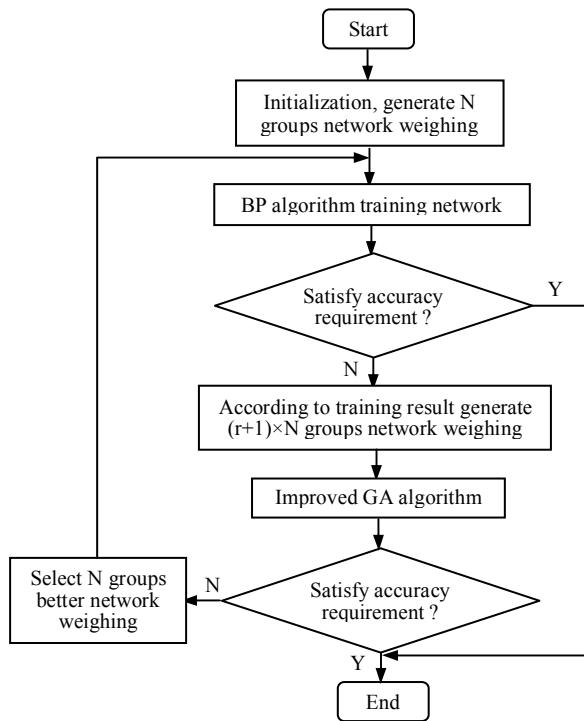 Start
Initialization, generate N
groups network weighing
BP algorithm training network
Satisfy accuracy
requirement ?
Y
N
According to training result generate
(r+1)×N groups network weighing
Improved GA algorithm
Satisfy accuracy
requirement ?
N
Select N groups
better network
weighing
Y
End